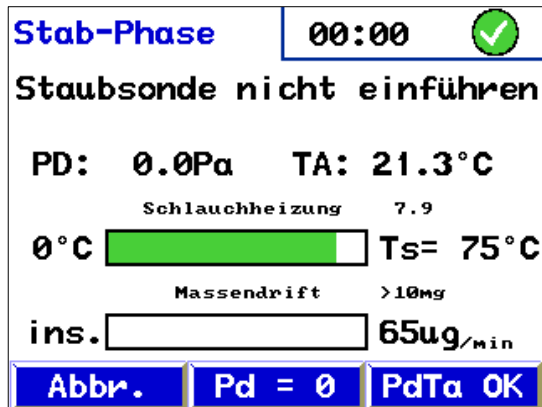 Stab-Phase 00:00
Staubsonde nicht einführen
PD: 0.0Pa TA: 21.3°C
Schlauchheizung 7.9
0°C Ts= 75°C
Massendrift >10mg
ins. 65ug/min
Abbr. Pd = 0 PdTa OK